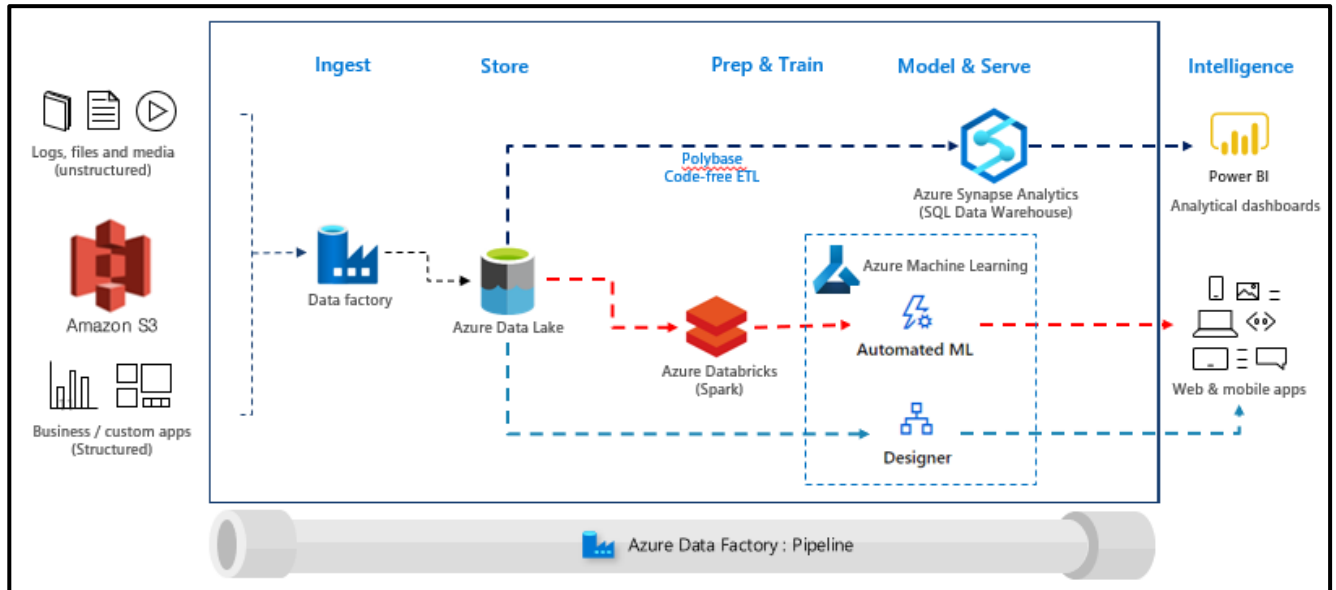 Ingest
Store
Prep & Train
Model & Serve
Intelligence
Logs, files and media
(unstructured)
Amazon S3
Business / custom apps
(Structured)
Data factory
Azure Data Lake
Polybase
Code-free ETL
Azure Databricks
(Spark)
Azure Synapse Analytics
(SQL Data Warehouse)
Azure Machine Learning
Automated ML
Designer
Power BI
Analytical dashboards
Web & mobile apps
Azure Data Factory : Pipeline